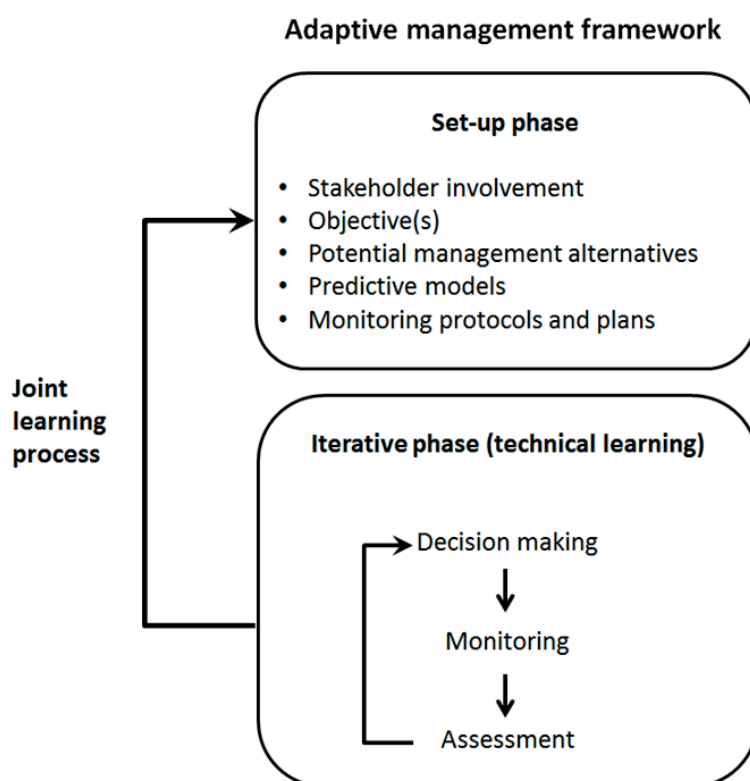 Adaptive management framework
Set-up phase
• Stakeholder involvement
• Objective(s)
• Potential management alternatives
• Predictive models
• Monitoring protocols and plans
Joint
learning
process
Iterative phase (technical learning)
Decision making
Monitoring
Assessment